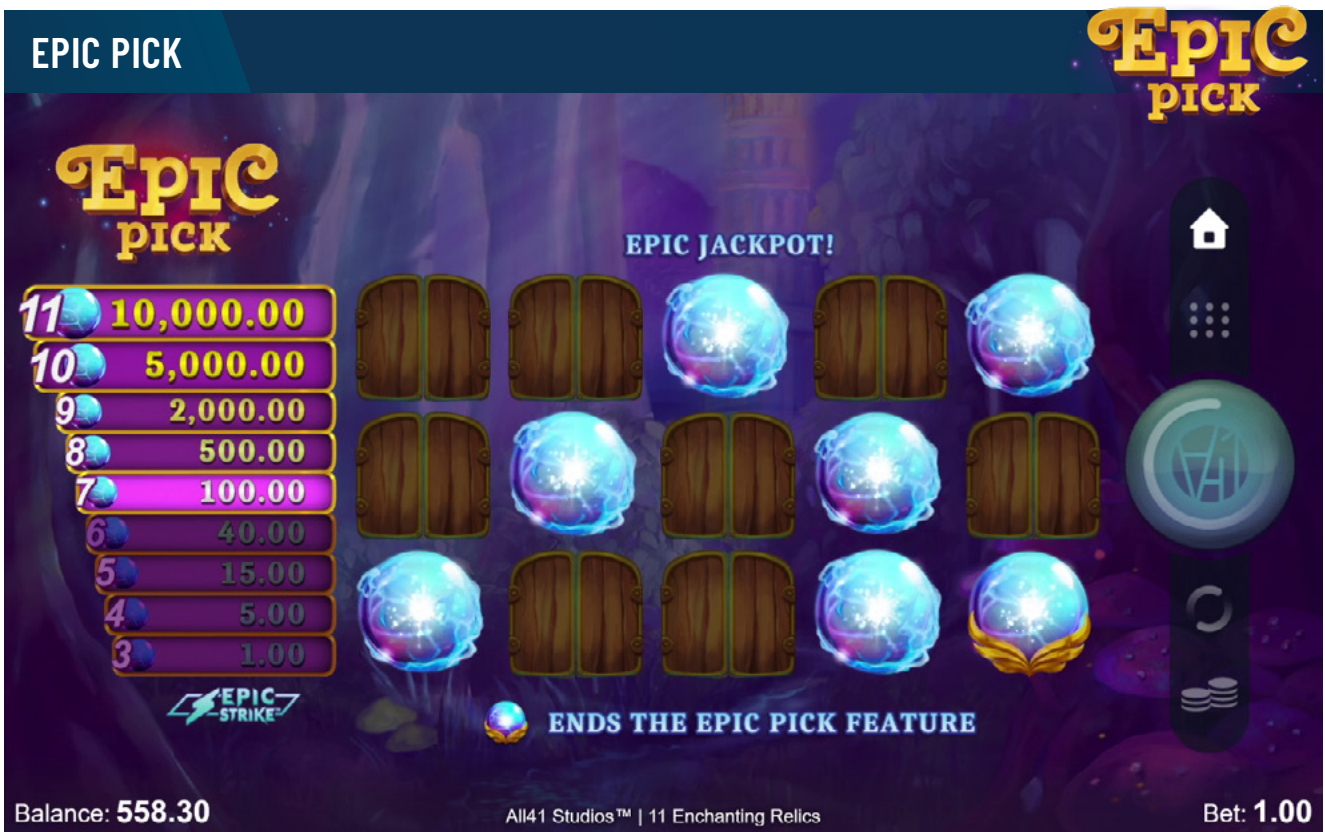 EPIC PICK
EPIC
PICK
EPIC
PICK
EPIC JACKPOT!
11 10,000.00
10 5,000.00
9 2,000.00
8 500.00
7 100.00
6 40.00
5 15.00
4 5.00
3 1.00
EPIC
STRIKE™
ENDS THE EPIC PICK FEATURE
Balance: 558.30
All41 Studios™ | 11 Enchanting Relics
Bet: 1.00